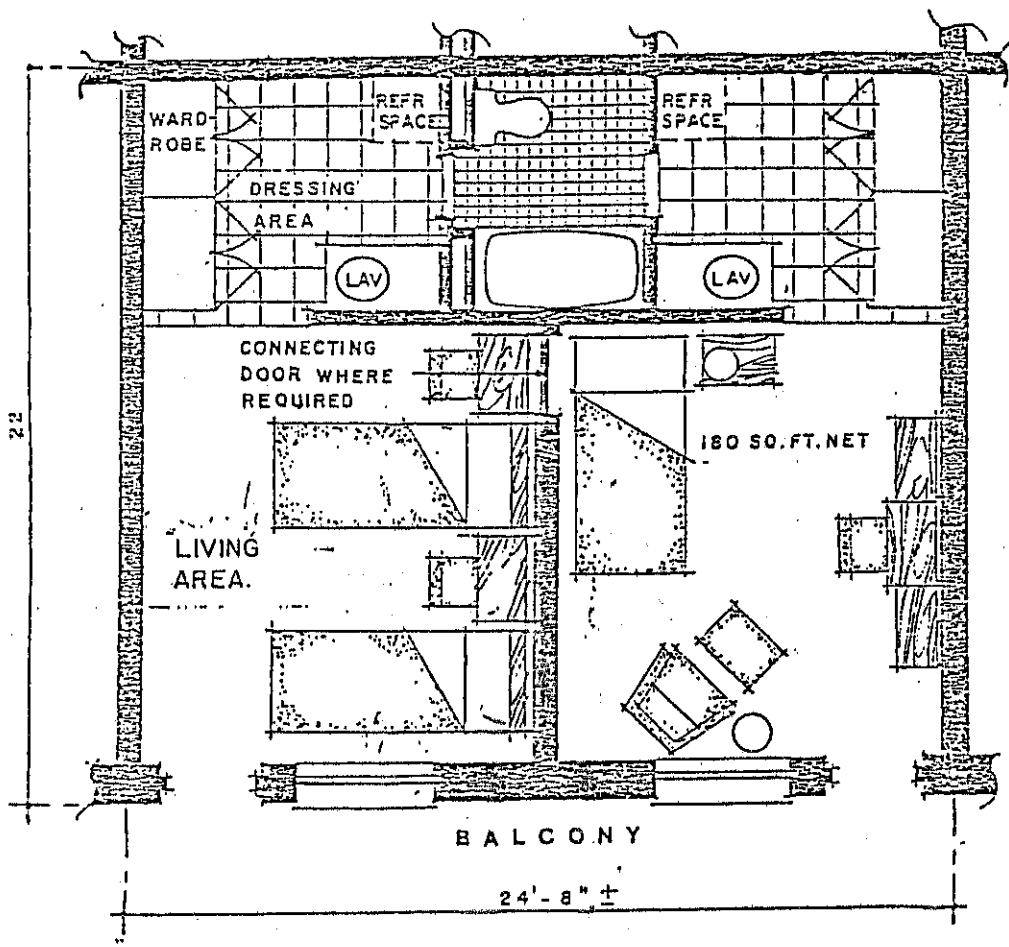 WARD-
ROBE
REFR
SPACE
REFR
SPACE
DRESSING
AREA
LAV
LAV
CONNECTING
DOOR WHERE
REQUIRED
180 SQ.FT.NET
LIVING
AREA.
22
BALCONY
24'-8" ±